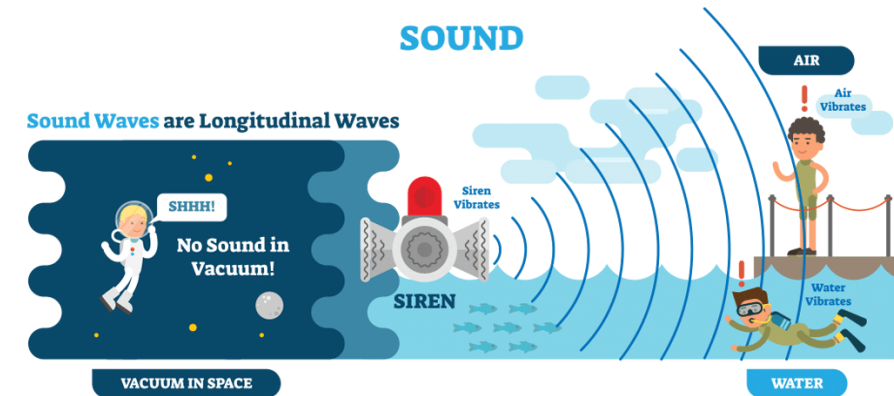 SOUND
AIR
Air
Vibrates
Sound Waves are Longitudinal Waves
SHHH!
No Sound in
Vacuum!
Siren
Vibrates
SIREN
Water
Vibrates
VACUUM IN SPACE
WATER